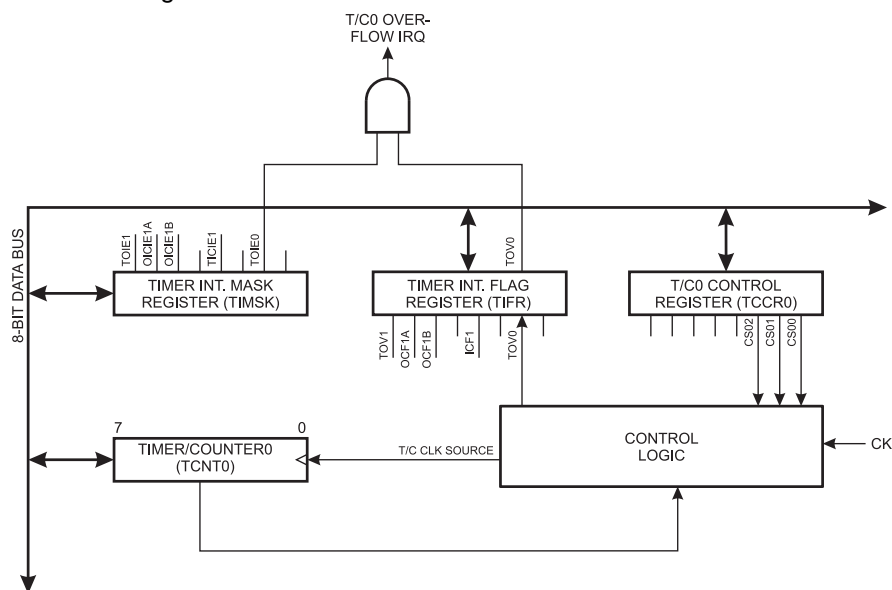 T/C0 OVER-
FLOW IRQ
8-BIT DATA BUS
TOIE1
OICIE1A
OICIE1B
TICIE1
TOIE0
TOV0
TIMER INT. MASK
REGISTER (TIMSK)
TIMER INT. FLAG
REGISTER (TIFR)
T/C0 CONTROL
REGISTER (TCCR0)
TOV1
OCF1A
OCF1B
ICF1
TOV0
CS02
CS01
CS00
7
0
TIMER/COUNTER0
(TCNT0)
T/C CLK SOURCE
CONTROL
LOGIC
CK